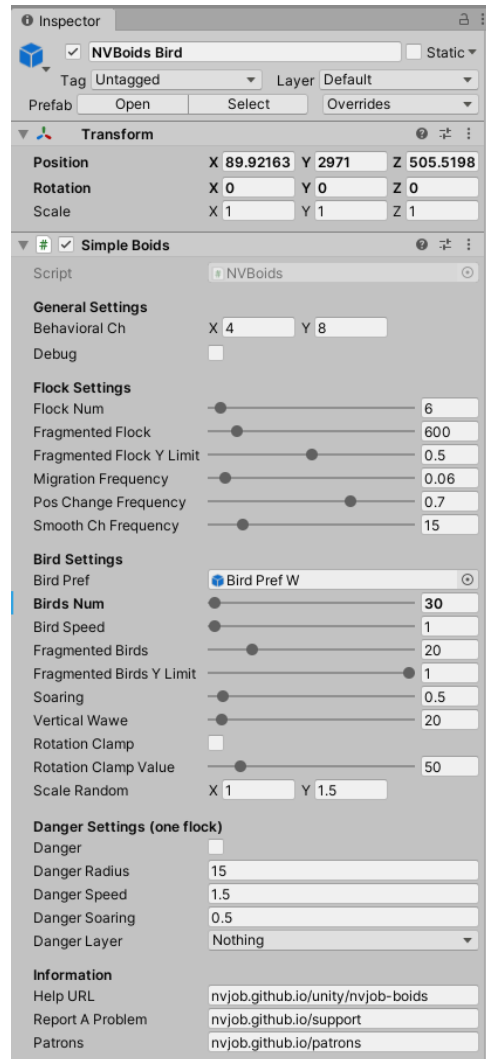 Inspector
NVBoids Bird Static
Tag Untagged Layer Default
Prefab Open Select Overrides
Transform
Position X 89.92163 Y 2971 Z 505.5198
Rotation X 0 Y 0 Z 0
Scale X 1 Y 1 Z 1
# Simple Boids
Script # NVBoids
General Settings
Behavioral Ch X 4 Y 8
Debug
Flock Settings
Flock Num 6
Fragmented Flock 600
Fragmented Flock Y Limit 0.5
Migration Frequency 0.06
Pos Change Frequency 0.7
Smooth Ch Frequency 15
Bird Settings
Bird Pref Bird Pref W
Birds Num 30
Bird Speed 1
Fragmented Birds 20
Fragmented Birds Y Limit 1
Soaring 0.5
Vertical Wawe 20
Rotation Clamp
Rotation Clamp Value 50
Scale Random X 1 Y 1.5
Danger Settings (one flock)
Danger
Danger Radius 15
Danger Speed 1.5
Danger Soaring 0.5
Danger Layer Nothing
Information
Help URL nvjob.github.io/unity/nvjob-boids
Report A Problem nvjob.github.io/support
Patrons nvjob.github.io/patrons